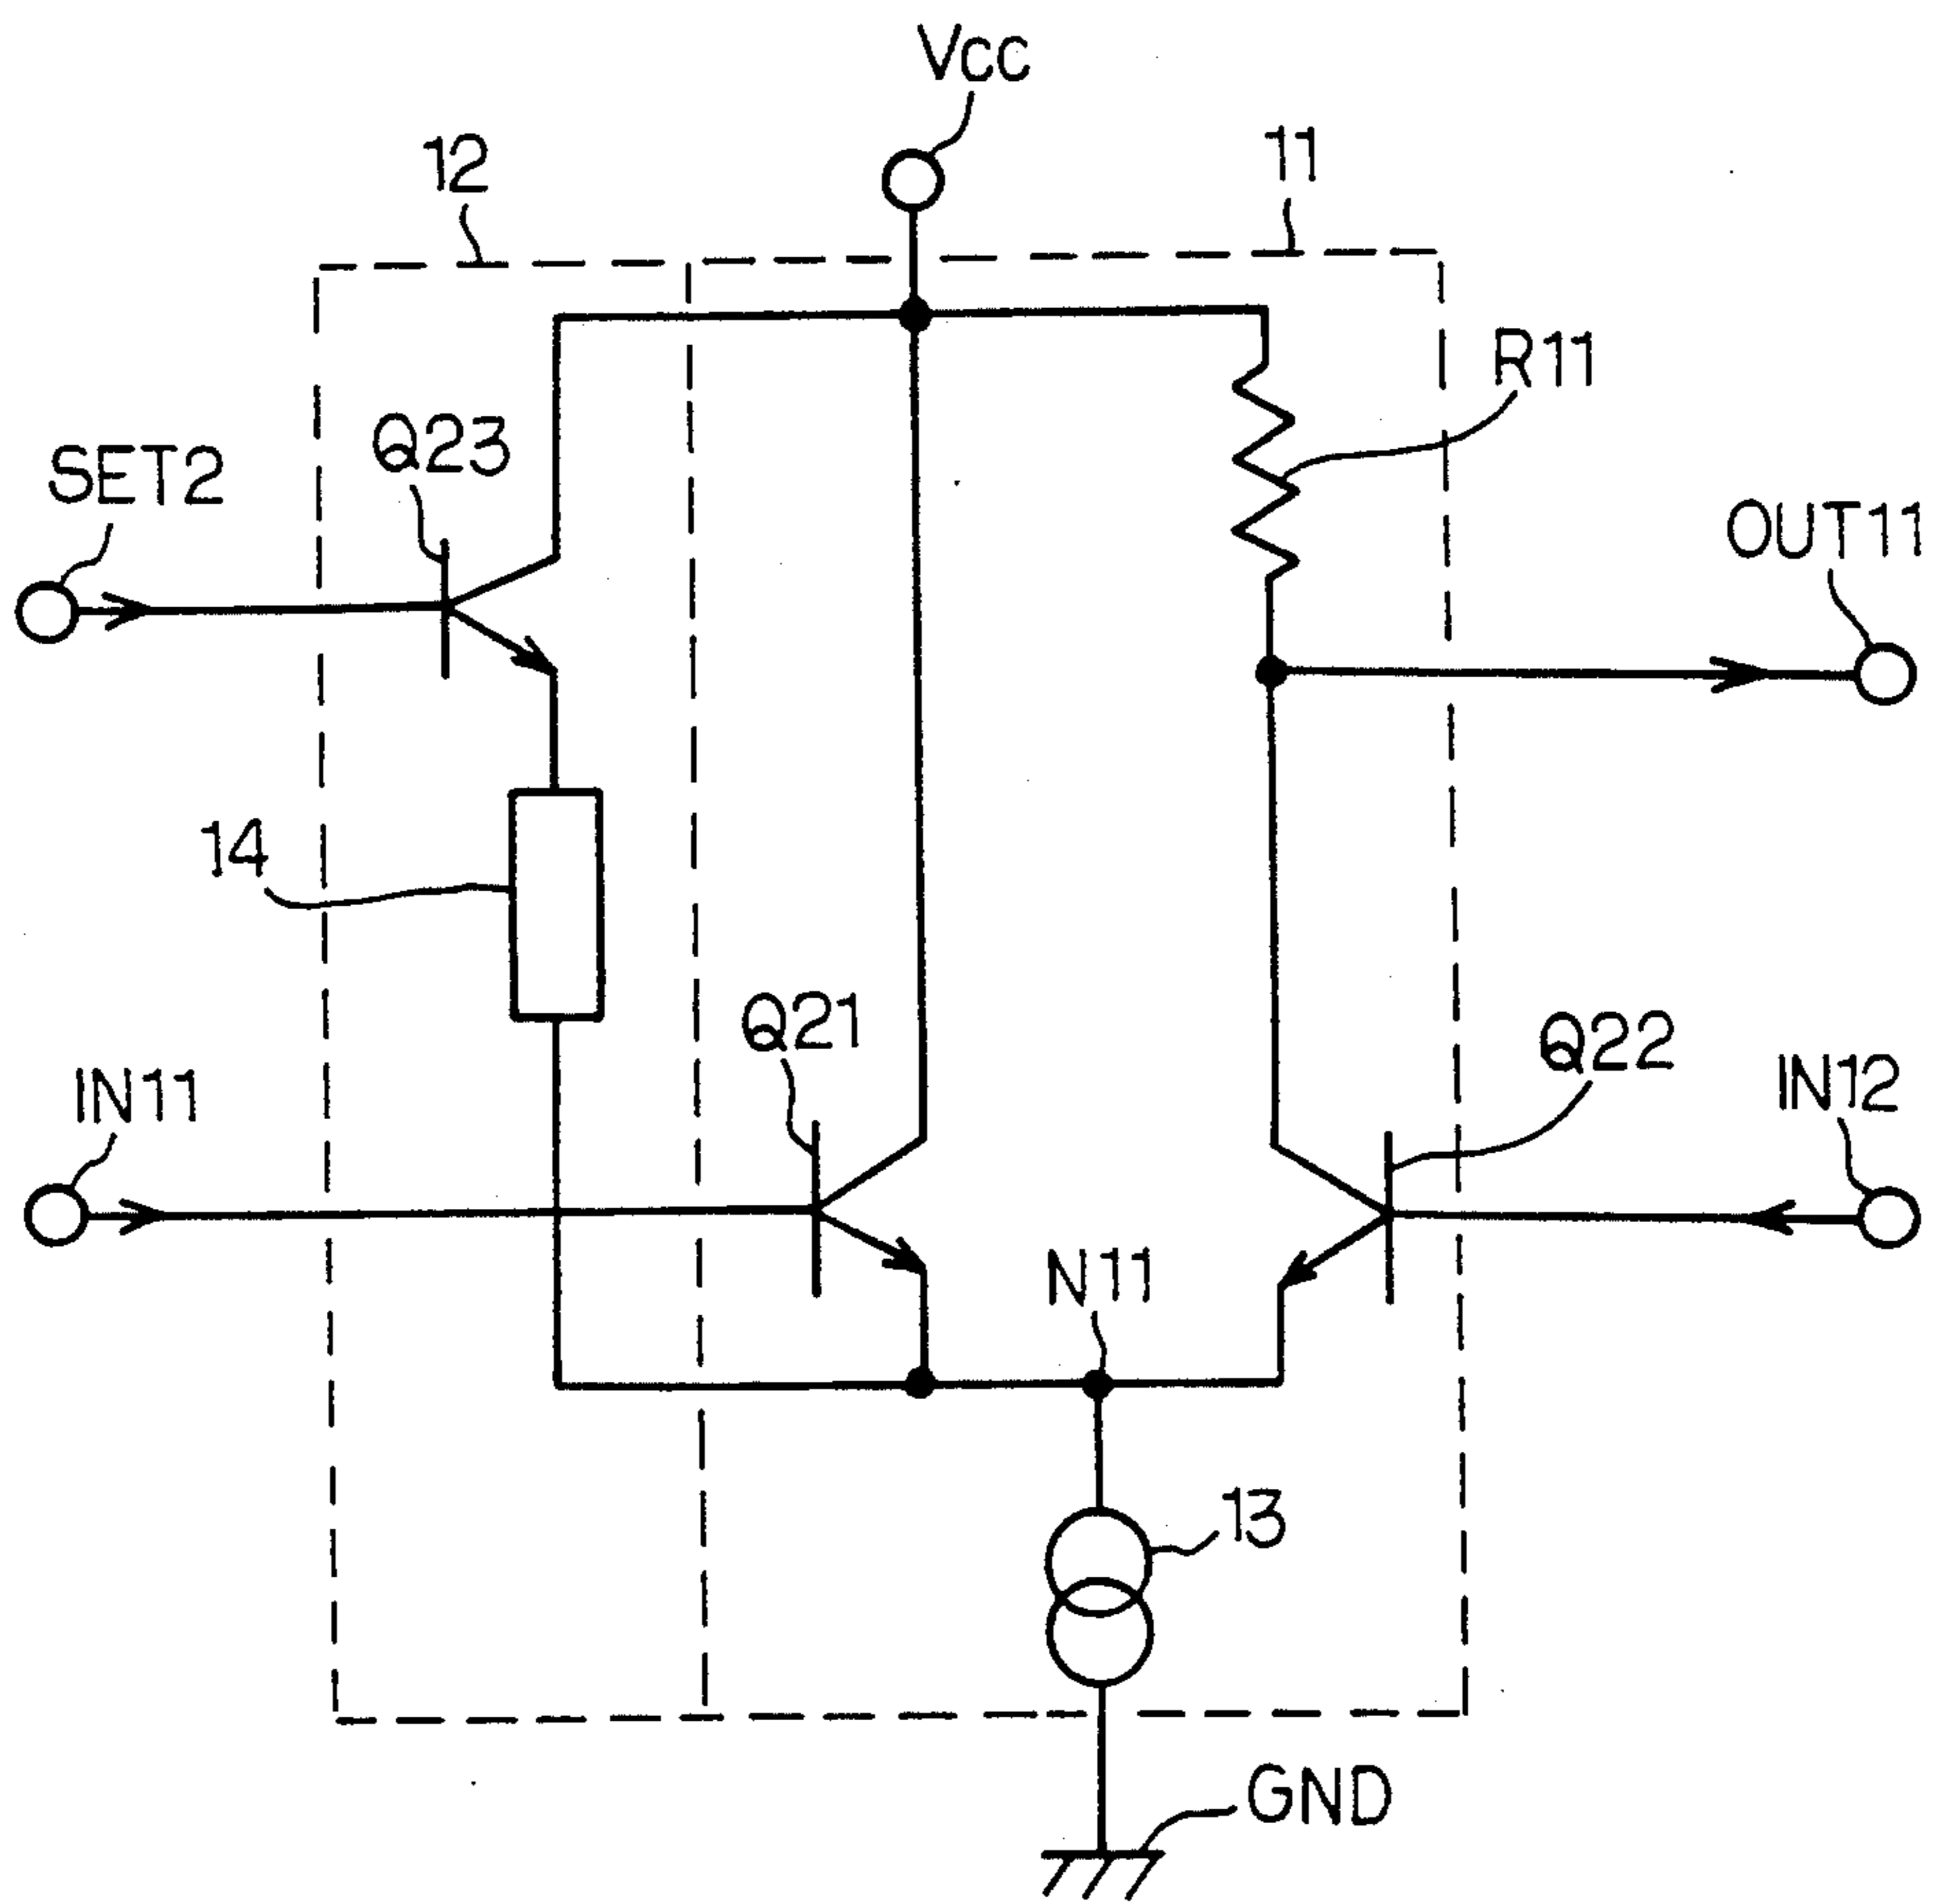 Vcc
12
11
R11
Q23
SET2
OUT11
14
Q21
Q22
IN11
IN12
N11
13
GND